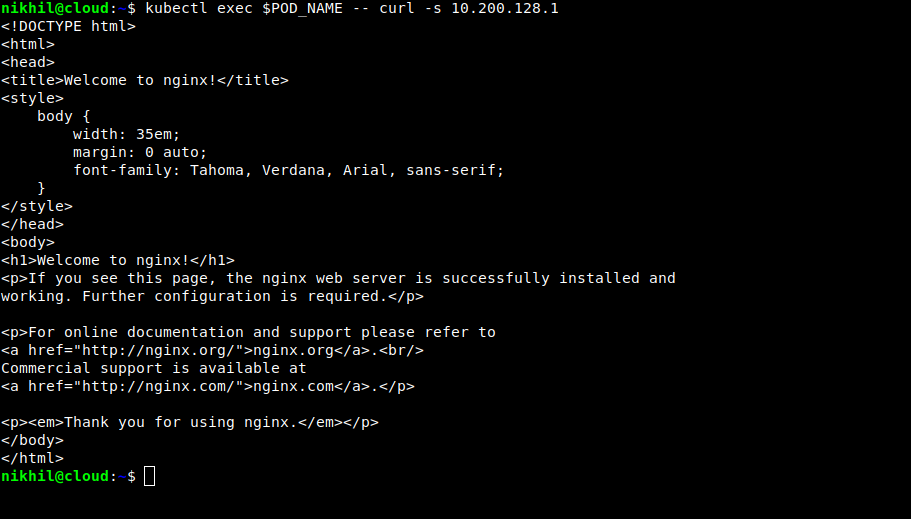 nikhil@cloud:~$ kubectl exec $POD_NAME -- curl -s 10.200.128.1
<!DOCTYPE html>
<html>
<head>
<title>Welcome to nginx!</title>
<style>
    body {
        width: 35em;
        margin: 0 auto;
        font-family: Tahoma, Verdana, Arial, sans-serif;
    }
</style>
</head>
<body>
<h1>Welcome to nginx!</h1>
<p>If you see this page, the nginx web server is successfully installed and
working. Further configuration is required.</p>

<p>For online documentation and support please refer to
<a href="http://nginx.org/">nginx.org</a>.<br/>
Commercial support is available at
<a href="http://nginx.com/">nginx.com</a>.</p>

<p><em>Thank you for using nginx.</em></p>
</body>
</html>
nikhil@cloud:~$